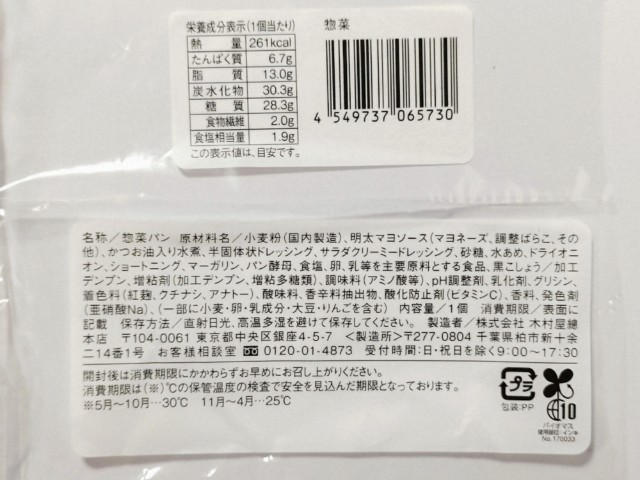 栄養成分表示(1個当たり)
熱量 261kcal
たんぱく質 6.7g
脂質 13.0g
炭水化物 30.3g
糖質 28.3g
食物繊維 2.0g
食塩相当量 1.9g
この表示値は、目安です。
惣菜
4 549737 065730
名称/惣菜パン 原材料名/小麦粉(国内製造)、明太マヨソース(マヨネーズ、調整ばらこ、その
他)、かつお油入り水煮、半固体状ドレッシング、サラダクリーミードレッシング、砂糖、水あめ、ドライオニ
オン、ショートニング、マーガリン、パン酵母、食塩、卵、乳等を主要原料とする食品、黒こしょう/加工
デンプン、増粘剤(加工デンプン、増粘多糖類)、調味料(アミノ酸等)、pH調整剤、乳化剤、グリシン、
着色料(紅麹、クチナシ、アナトー)、酸味料、香辛料抽出物、酸化防止剤(ビタミンC)、香料、発色剤
(亜硝酸Na)、(一部に小麦・卵・乳成分・大豆・りんごを含む) 内容量/1個 消費期限/表面に
記載 保存方法/直射日光、高温多湿を避けて保存してください。 製造者/株式会社 木村屋總
本店 〒104-0061 東京都中央区銀座4-5-7 <製造所>〒277-0804 千葉県柏市新十余
二14番1号 お客様相談室 0120-01-4873 受付時間:日・祝日を除く9:00~17:30
開封後は消費期限にかかわらずお早めにお召し上がりください。
消費期限は(※)℃の保管温度の検査で安全を見込んだ期限となっております。
※5月~10月…30℃ 11月~4月…25℃
プラ
包装:PP
10
バイオマス
使用部位:インキ
No.170033